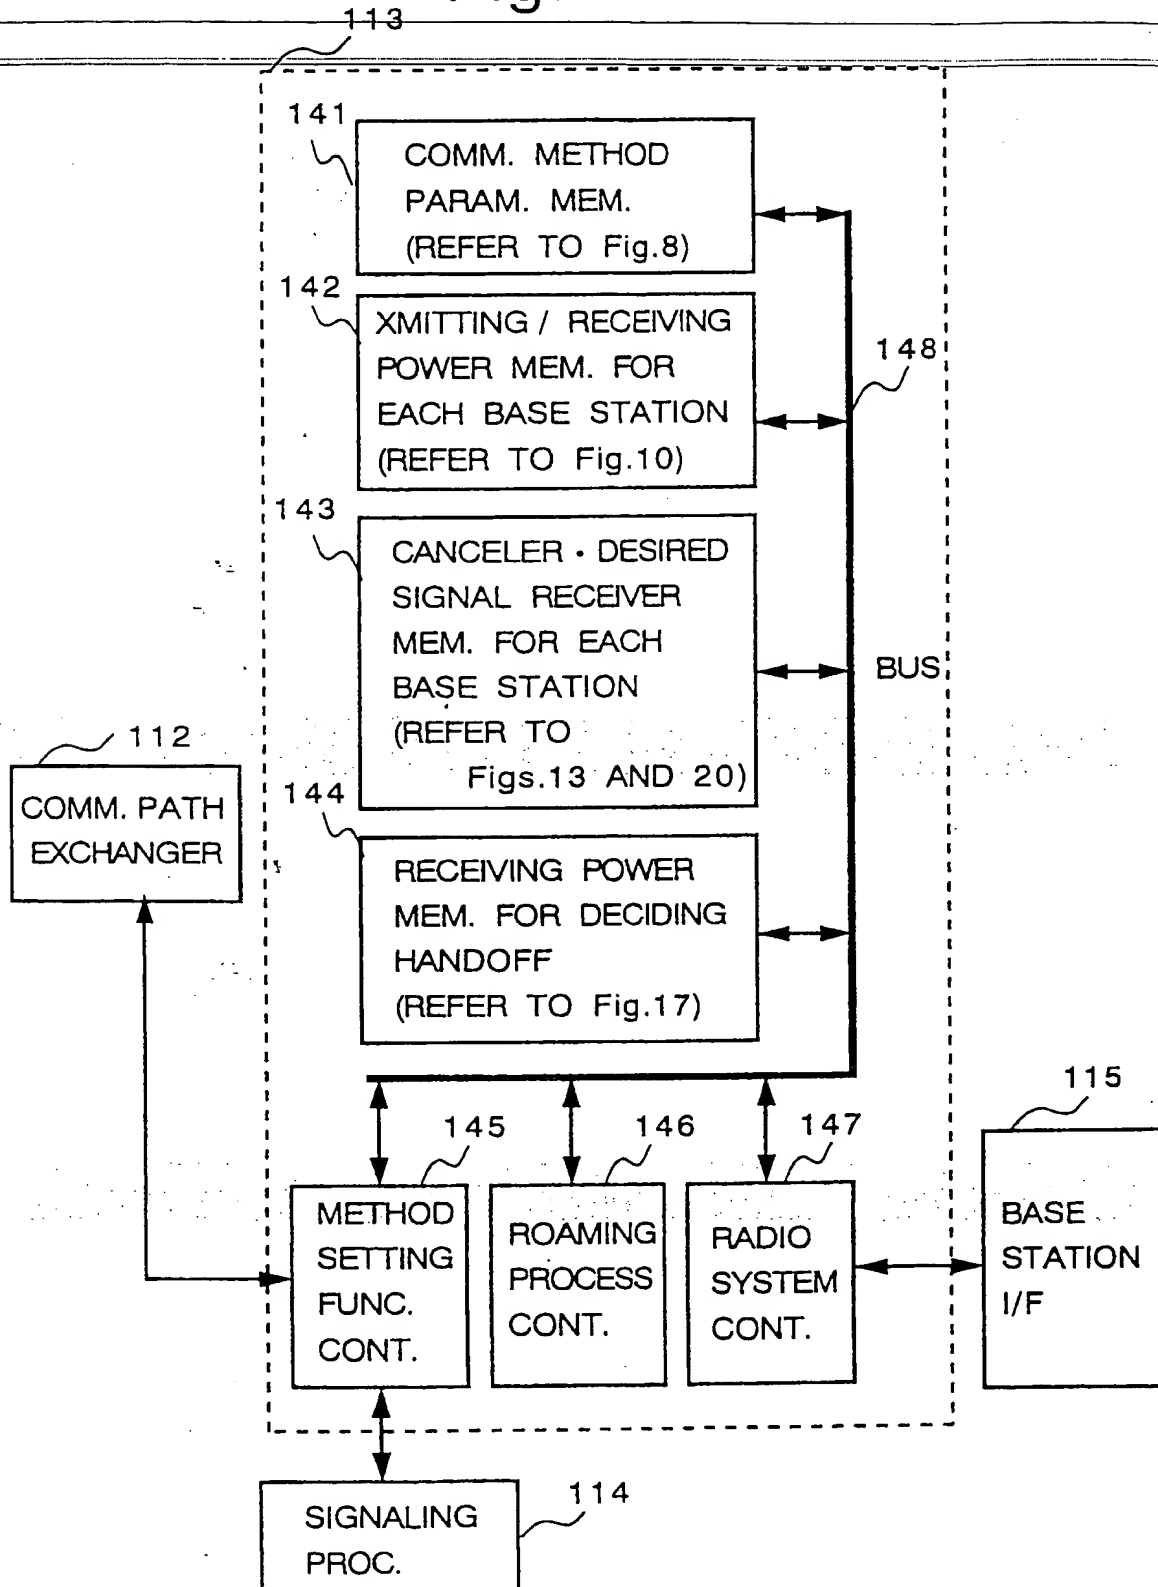 113
141
COMM. METHOD
PARAM. MEM.
(REFER TO Fig.8)
142
XMITTING / RECEIVING
POWER MEM. FOR
EACH BASE STATION
(REFER TO Fig.10)
148
143
CANCELER・DESIRED
SIGNAL RECEIVER
MEM. FOR EACH
BASE STATION
(REFER TO
Figs.13 AND 20)
BUS
112
COMM. PATH
EXCHANGER
144
RECEIVING POWER
MEM. FOR DECIDING
HANDOFF
(REFER TO Fig.17)
145
METHOD
SETTING
FUNC.
CONT.
146
ROAMING
PROCESS
CONT.
147
RADIO
SYSTEM
CONT.
115
BASE
STATION
I/F
114
SIGNALING
PROC.